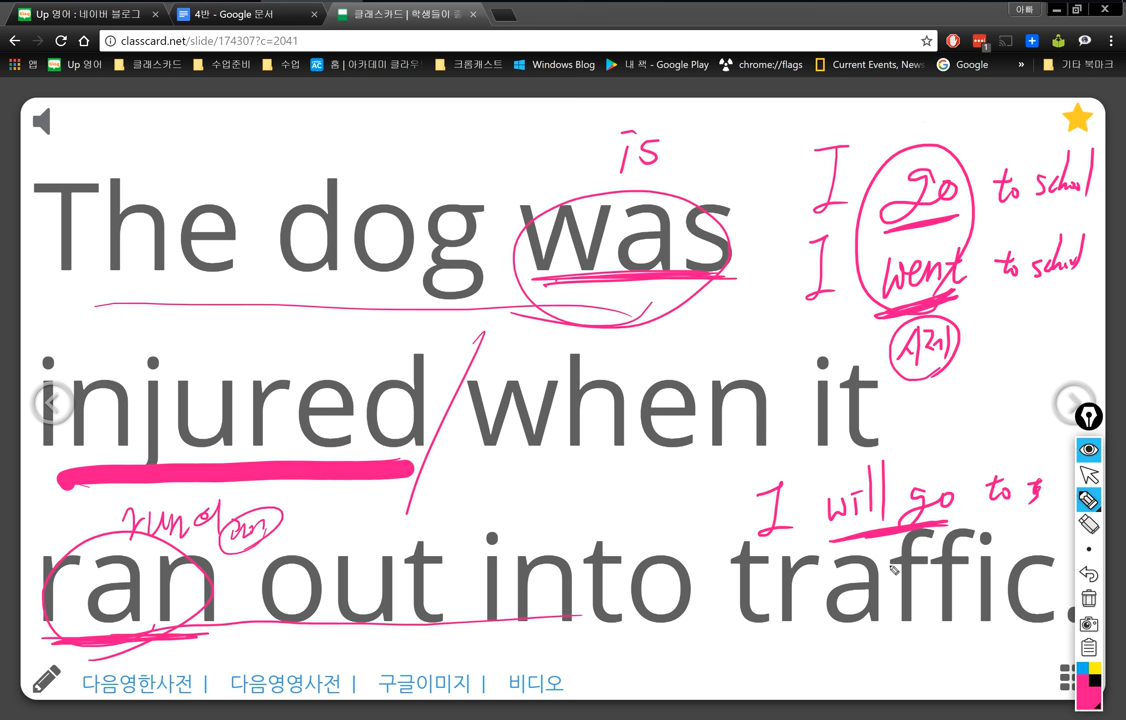 Up 영어 : 네이버 블로그
4반 - Google 문서
클래스카드 | 학생들이 좋
아빠
classcard.net/slide/174307?c=2041
1
앱 Up 영어 클래스카드 수업준비 수업 홈 | 아카데미 클라우 크롬캐스트 Windows Blog 내 책 - Google Play chrome://flags Current Events, News Google » 기타 북마크
is
I go to school
The dog was
I went to school
injured when it
I will go to s
run의
ran out into traffic.
다음영한사전 | 다음영영사전 | 구글이미지 | 비디오